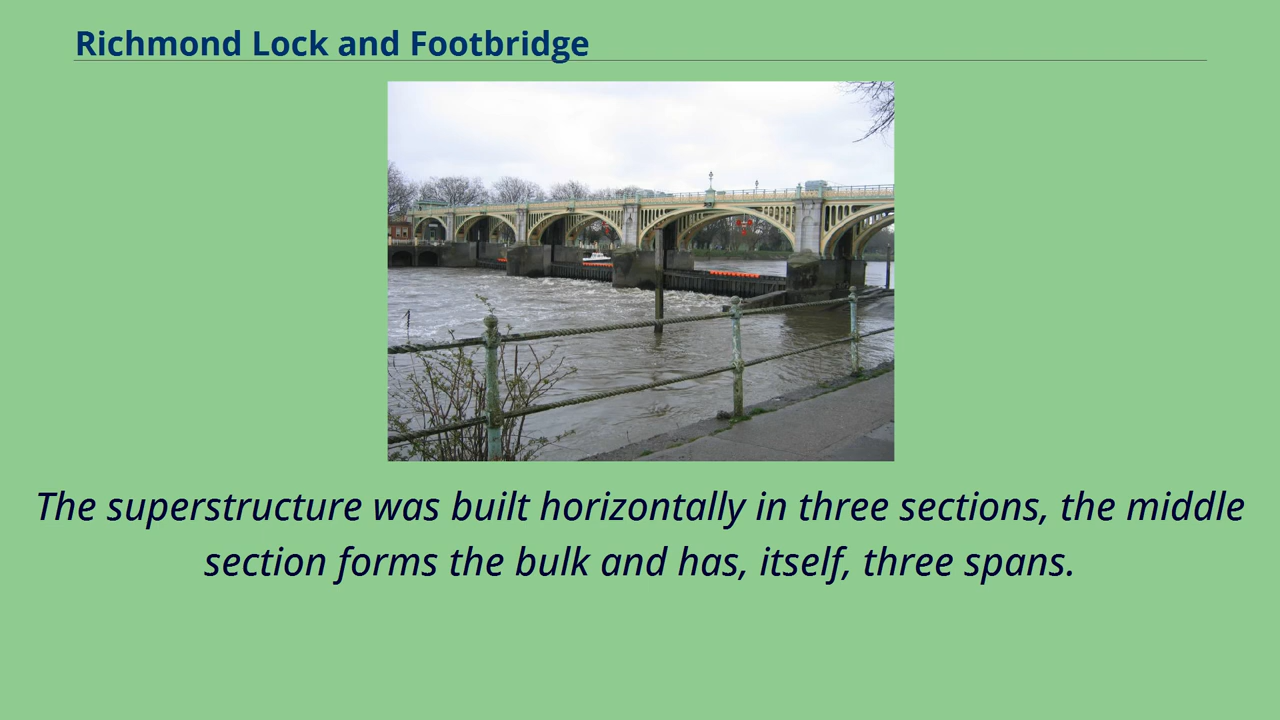 Richmond Lock and Footbridge
The superstructure was built horizontally in three sections, the middle
section forms the bulk and has, itself, three spans.